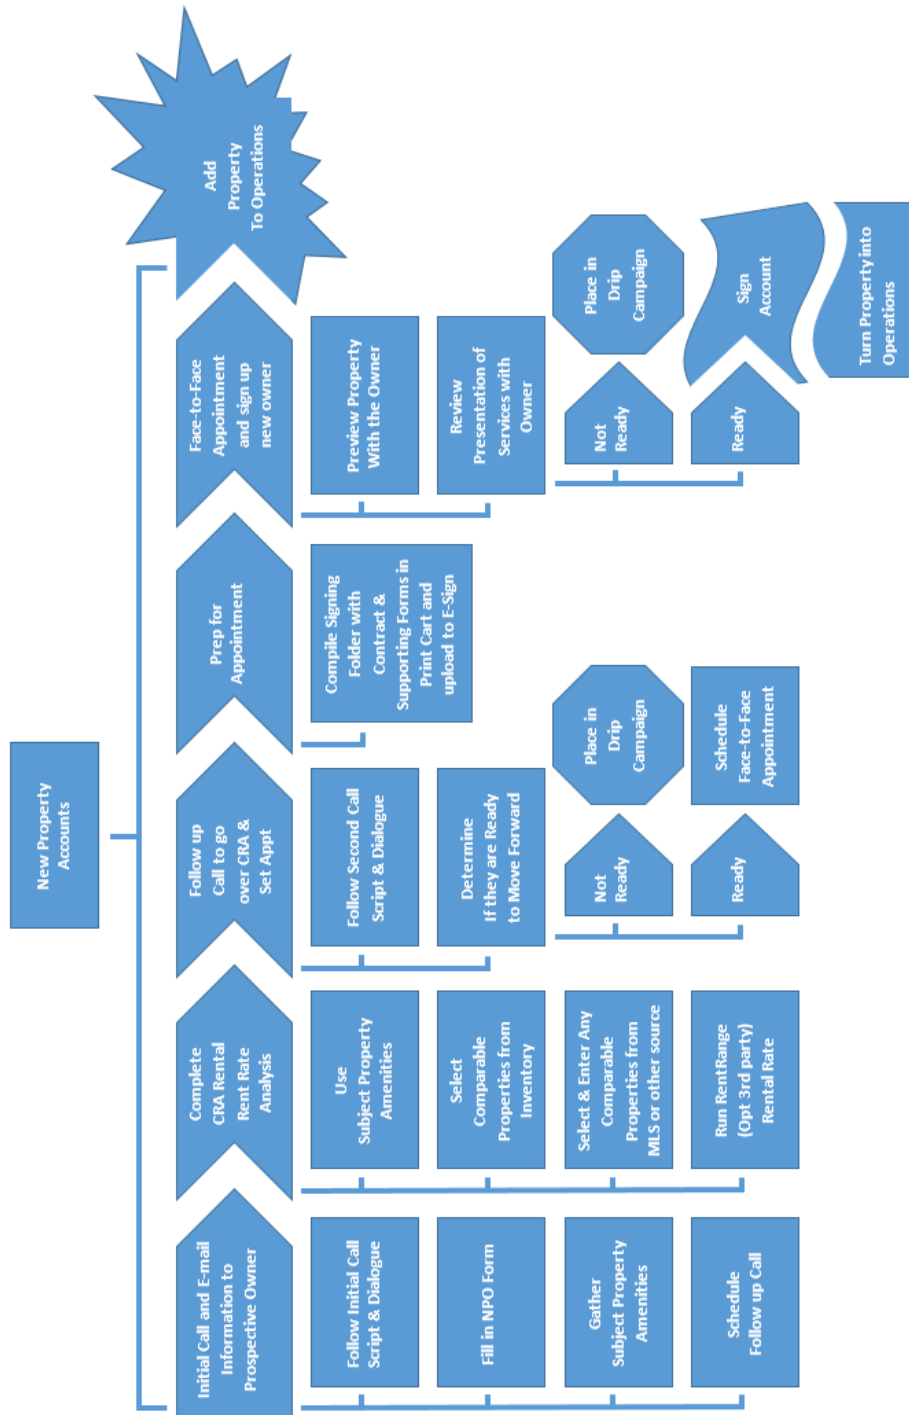 New Property
Accounts
Initial Call and E-mail
Information to
Prospective Owner
Follow Initial Call
Script & Dialogue
Fill in NPO Form
Gather
Subject Property
Amenities
Schedule
Follow up Call
Complete
CRA Rental
Rent Rate
Analysis
Use
Subject Property
Amenities
Select
Comparable
Properties from
Inventory
Select & Enter Any
Comparable
Properties from
MLS or other source
Run RentRange
(Opt 3rd party)
Rental Rate
Follow up
Call to go
over CRA &
Set Appt
Follow Second Call
Script & Dialogue
Determine
If they are Ready
to Move Forward
Not
Ready
Place in
Drip
Campaign
Ready
Schedule
Face-to-Face
Appointment
Prep for
Appointment
Compile Signing
Folder with
Contract &
Supporting Forms in
Print Cart and
upload to E-Sign
Face-to-Face
Appointment
and sign up
new owner
Preview Property
With the Owner
Review
Presentation of
Services with
Owner
Not
Ready
Place in
Drip
Campaign
Ready
Sign
Account
Turn Property into
Operations
Add
Property
To Operations